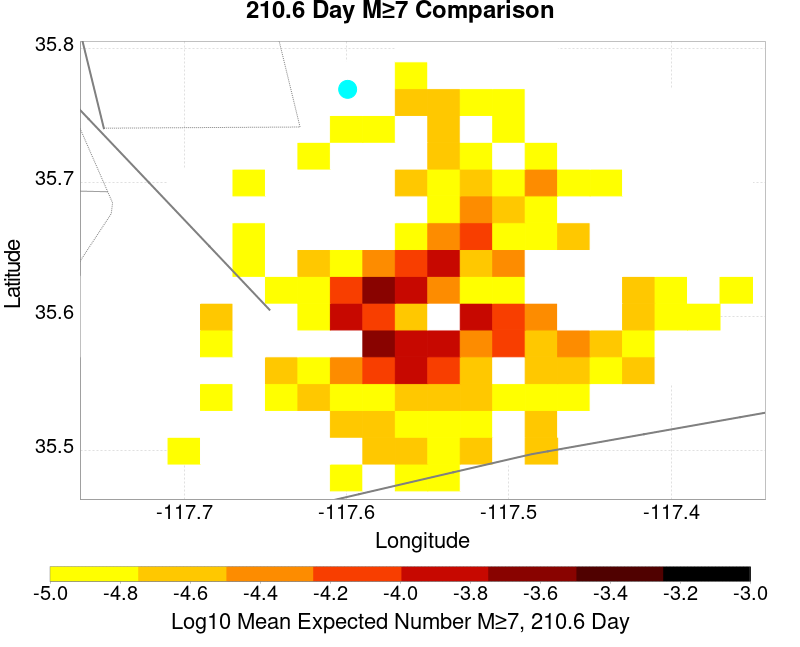 210.6 Day M≥7 Comparison
35.8
35.7
35.6
35.5
Latitude
-117.7 -117.6 -117.5 -117.4
Longitude
-5.0 -4.8 -4.6 -4.4 -4.2 -4.0 -3.8 -3.6 -3.4 -3.2 -3.0
Log10 Mean Expected Number M≥7, 210.6 Day